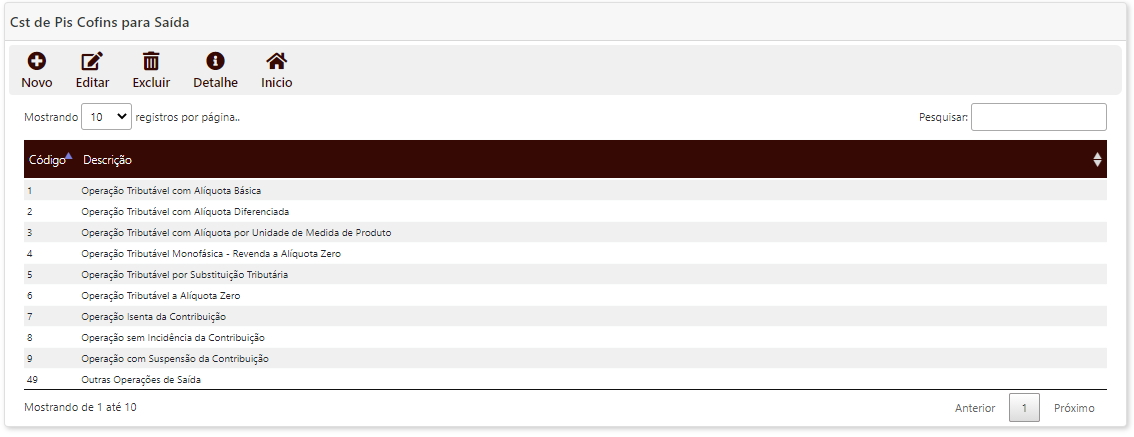 Cst de Pis Cofins para Saída
Novo Editar Excluir Detalhe Inicio
Mostrando 10 registros por página.. Pesquisar:
Código Descrição
1 Operação Tributável com Alíquota Básica
2 Operação Tributável com Alíquota Diferenciada
3 Operação Tributável com Alíquota por Unidade de Medida de Produto
4 Operação Tributável Monofásica - Revenda a Alíquota Zero
5 Operação Tributável por Substituição Tributária
6 Operação Tributável a Alíquota Zero
7 Operação Isenta da Contribuição
8 Operação sem Incidência da Contribuição
9 Operação com Suspensão da Contribuição
49 Outras Operações de Saída
Mostrando de 1 até 10 Anterior 1 Próximo